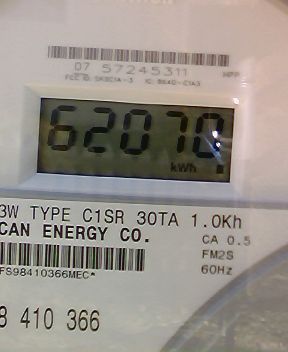 07 57245311
62070
kWh
3W TYPE C1SR 30TA 1.0Kh
CAN ENERGY CO.
CA 0.5
FM2S
60Hz
FS98410366MEC*
8 410 366